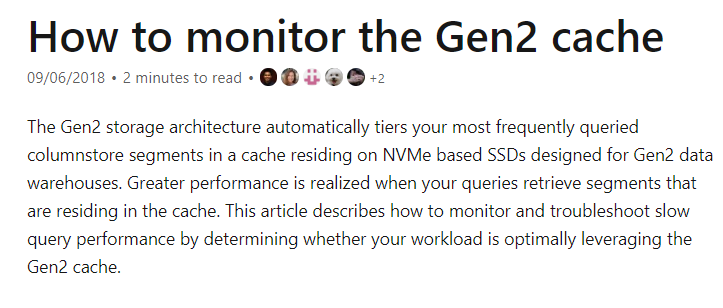 How to monitor the Gen2 cache
09/06/2018 • 2 minutes to read • +2
The Gen2 storage architecture automatically tiers your most frequently queried
columnstore segments in a cache residing on NVMe based SSDs designed for Gen2 data
warehouses. Greater performance is realized when your queries retrieve segments that
are residing in the cache. This article describes how to monitor and troubleshoot slow
query performance by determining whether your workload is optimally leveraging the
Gen2 cache.